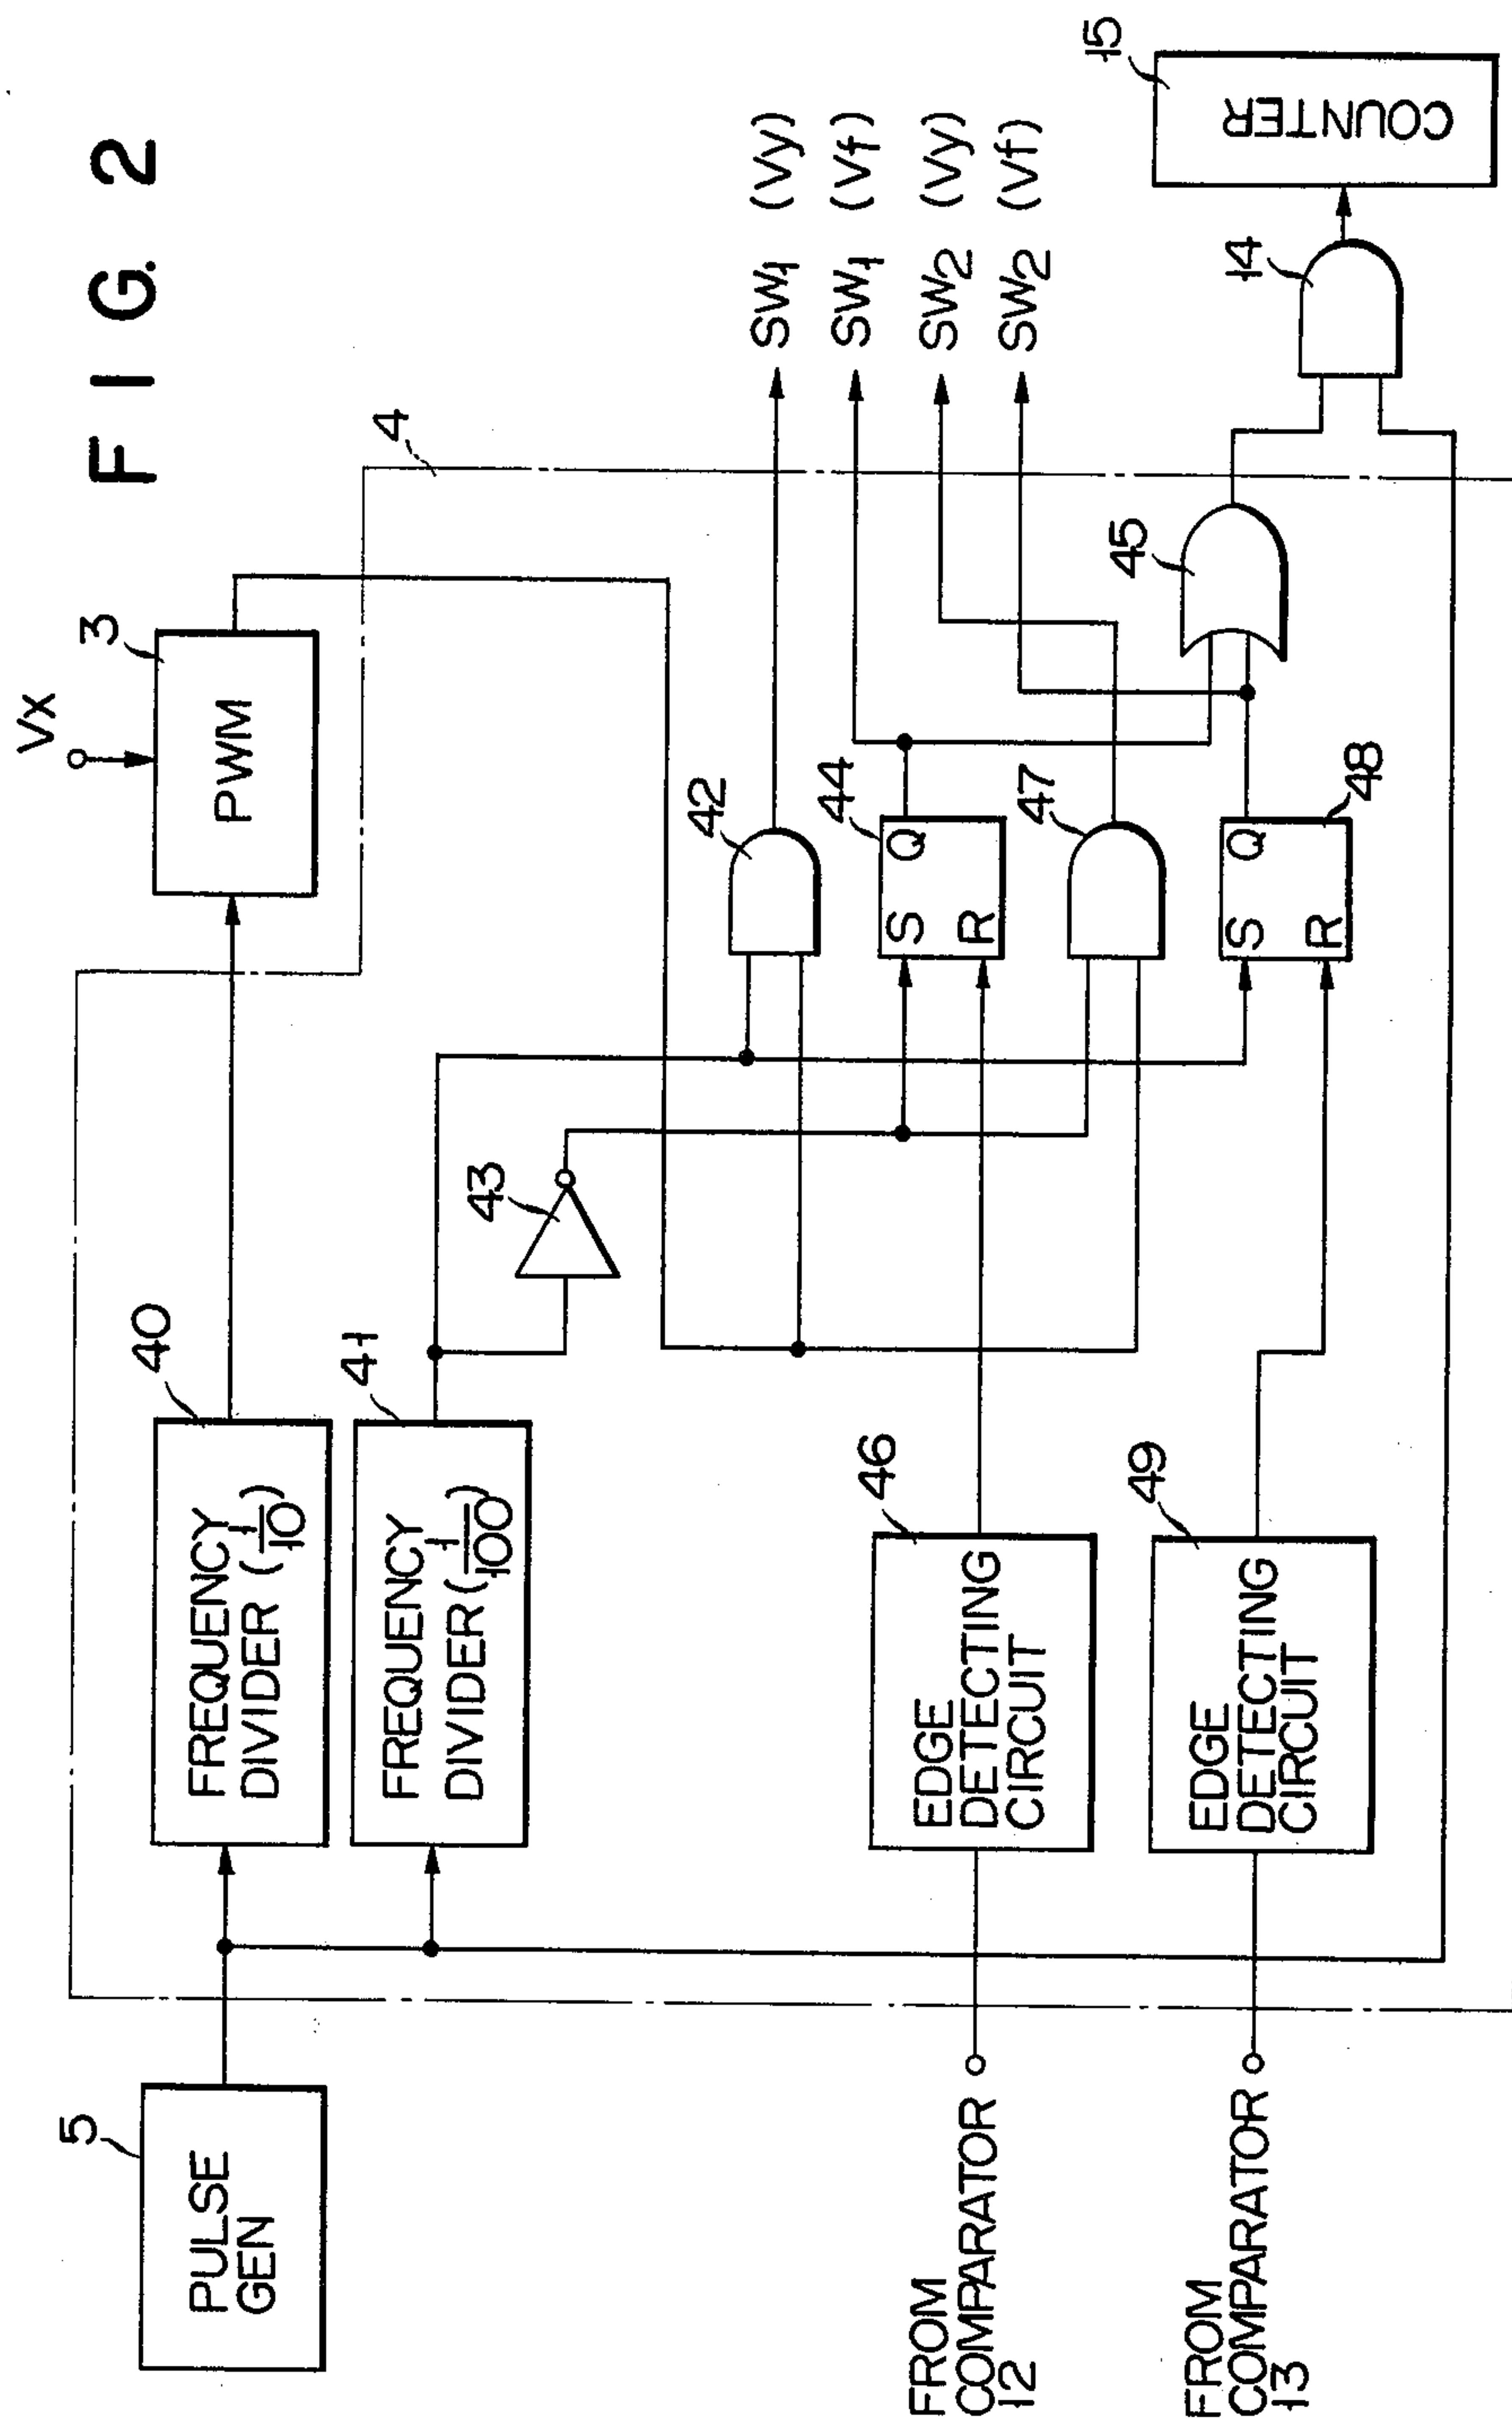 FIG. 2
Vx
3
PWM
4
5
PULSE
GEN
40
FREQUENCY
DIVIDER (1/10)
41
FREQUENCY
DIVIDER (1/100)
43
42
SW1 (Vy)
SW1 (Vf)
SW2 (Vy)
SW2 (Vf)
44
S Q
R
47
45
48
S Q
R
14
15
COUNTER
46
EDGE
DETECTING
CIRCUIT
49
EDGE
DETECTING
CIRCUIT
FROM
COMPARATOR
12
FROM
COMPARATOR
13